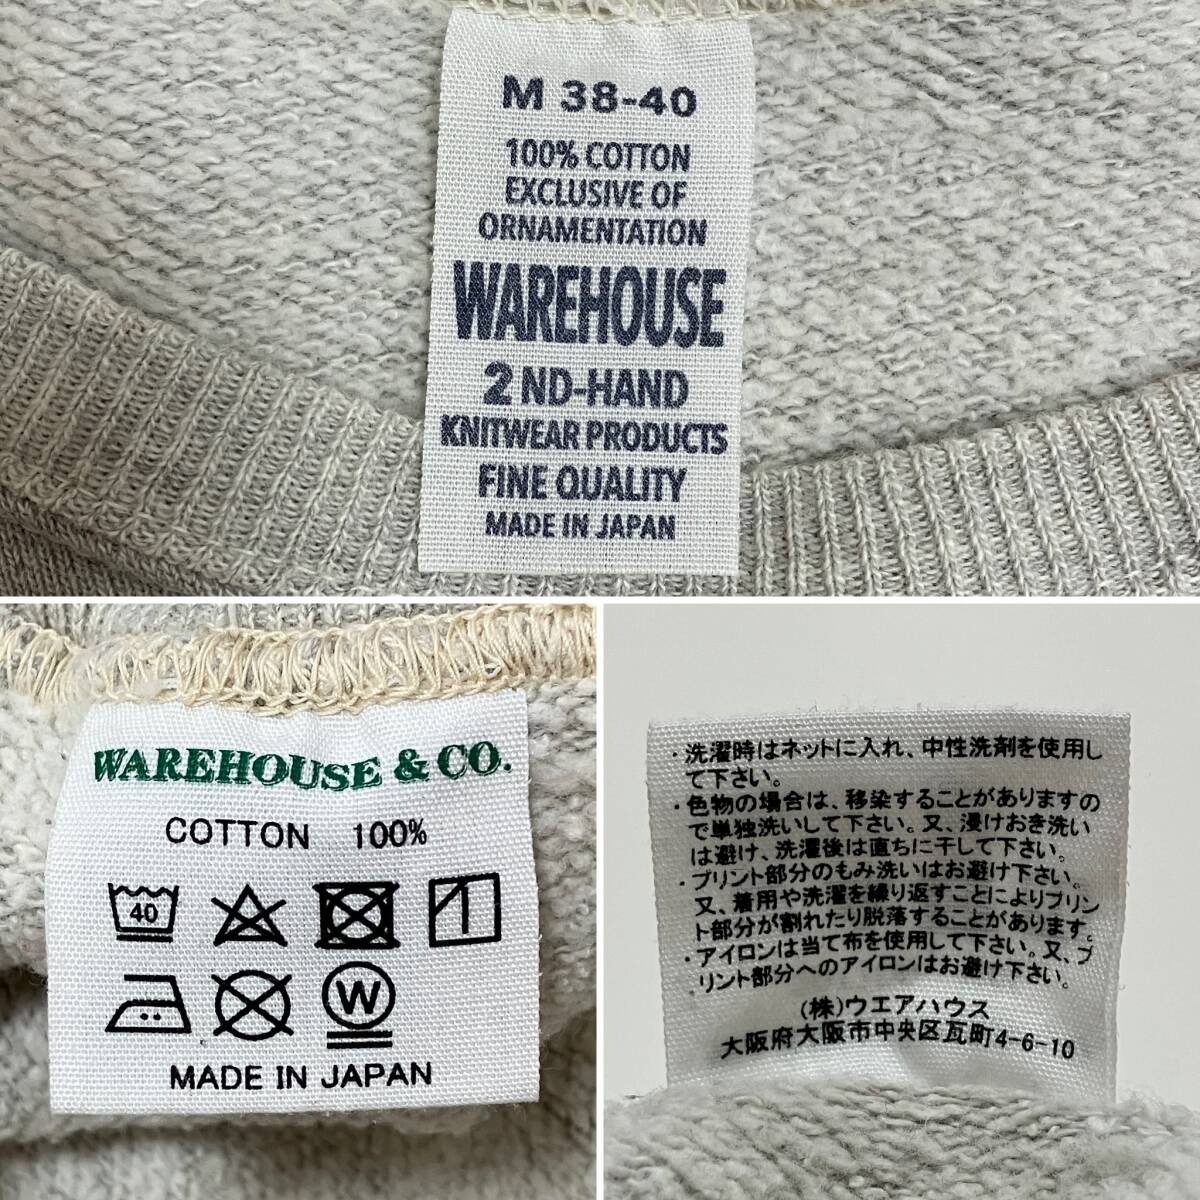 M 38-40
100% COTTON
EXCLUSIVE OF
ORNAMENTATION
WAREHOUSE
2 ND-HAND
KNITWEAR PRODUCTS
FINE QUALITY
MADE IN JAPAN
WAREHOUSE & CO.
COTTON 100%
40
W
MADE IN JAPAN
・洗濯時はネットに入れ、中性洗剤を使用し
て下さい。
・色物の場合は、移染することがありますの
で単独洗いして下さい。又、浸けおき洗い
は避け、洗濯後は直ちに干して下さい。
・プリント部分のもみ洗いはお避け下さい。
又、着用や洗濯を繰り返すことによりプリン
ト部分が割れたり脱落することがあります。
・アイロンは当て布を使用して下さい。又、プ
リント部分へのアイロンはお避け下さい。
(株)ウエアハウス
大阪府大阪市中央区瓦町4-6-10